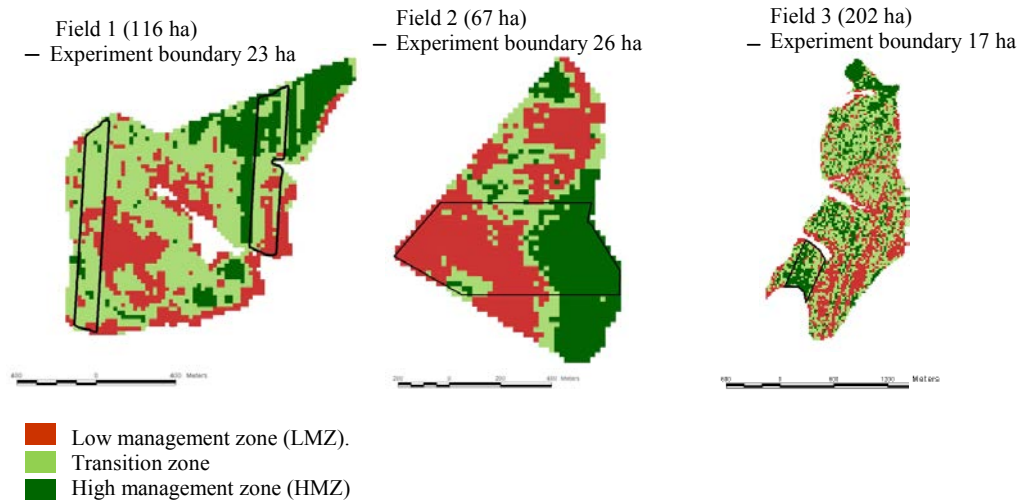 Field 1 (116 ha)
— Experiment boundary 23 ha
Field 2 (67 ha)
— Experiment boundary 26 ha
Field 3 (202 ha)
— Experiment boundary 17 ha
400 0 400 Meters
200 0 200 400 Meters
600 0 600 1200 Meters
Low management zone (LMZ).
Transition zone
High management zone (HMZ)